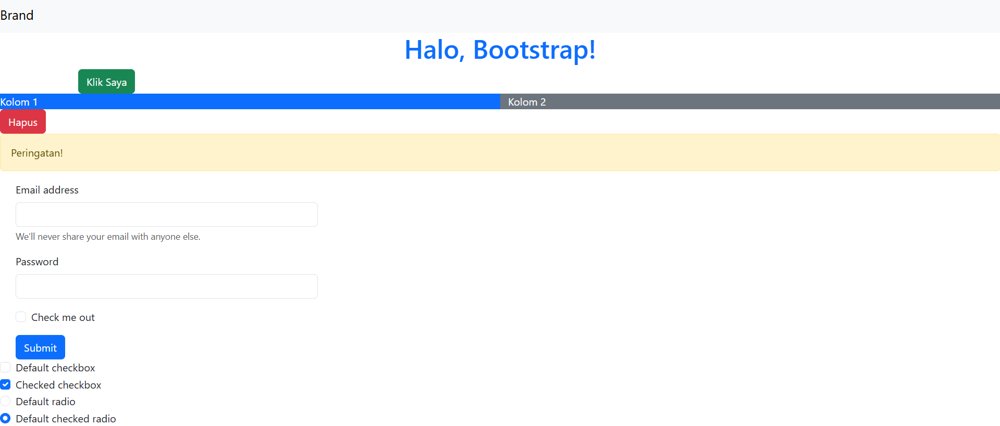 Brand
Halo, Bootstrap!
Klik Saya
Kolom 1 Kolom 2
Hapus
Peringatan!
Email address
We'll never share your email with anyone else.
Password
Check me out
Submit
Default checkbox
Checked checkbox
Default radio
Default checked radio